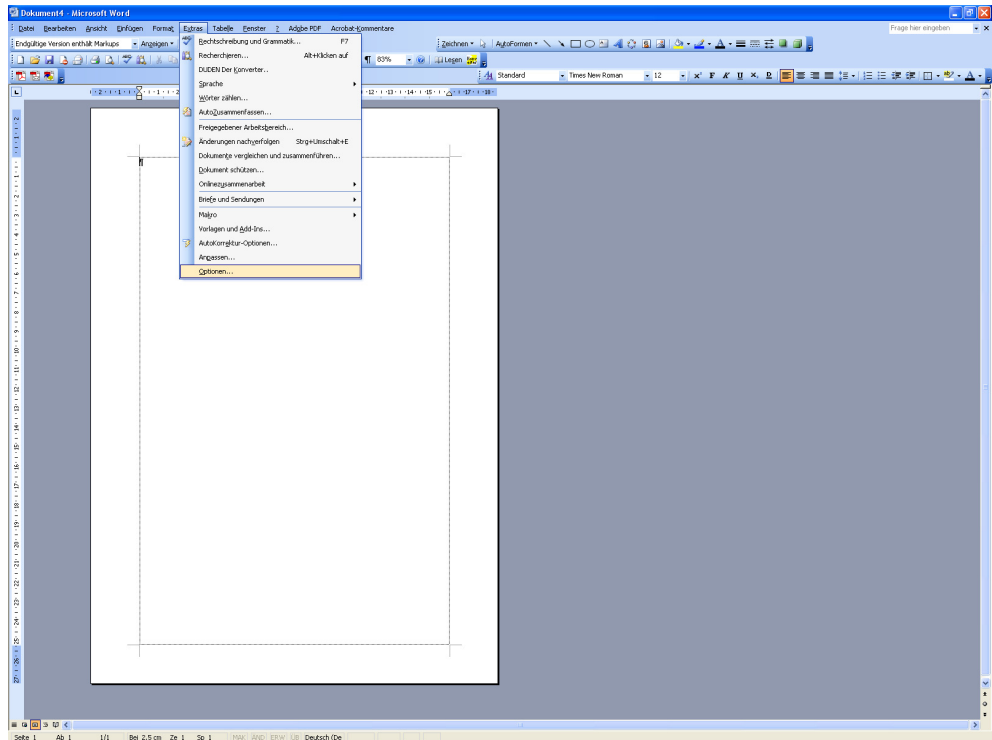 Dokument4 - Microsoft Word
Datei Bearbeiten Ansicht Einfügen Format Extras Tabelle Fenster ? Adobe PDF Acrobat-Kommentare
Frage hier eingeben
Endgültige Version enthält Markups Anzeigen
Zeichnen AutoFormen
83% Lesen
Standard Times New Roman 12 F K U
Rechtschreibung und Grammatik... F7
Recherchieren... Alt+Klicken auf
DUDEN Der Konverter..
Sprache
Wörter zählen...
AutoZusammenfassen...
Freigegebener Arbeitsbereich...
Änderungen nachverfolgen Strg+Umschalt+E
Dokumente vergleichen und zusammenführen...
Dokument schützen...
Onlinezusammenarbeit
Briefe und Sendungen
Makro
Vorlagen und Add-Ins...
AutoKorrektur-Optionen...
Anpassen...
Optionen...
Seite 1 Ab 1 1/1 Bei 2,5 cm Ze 1 Sp 1 MAK ÄND ERW ÜB Deutsch (De